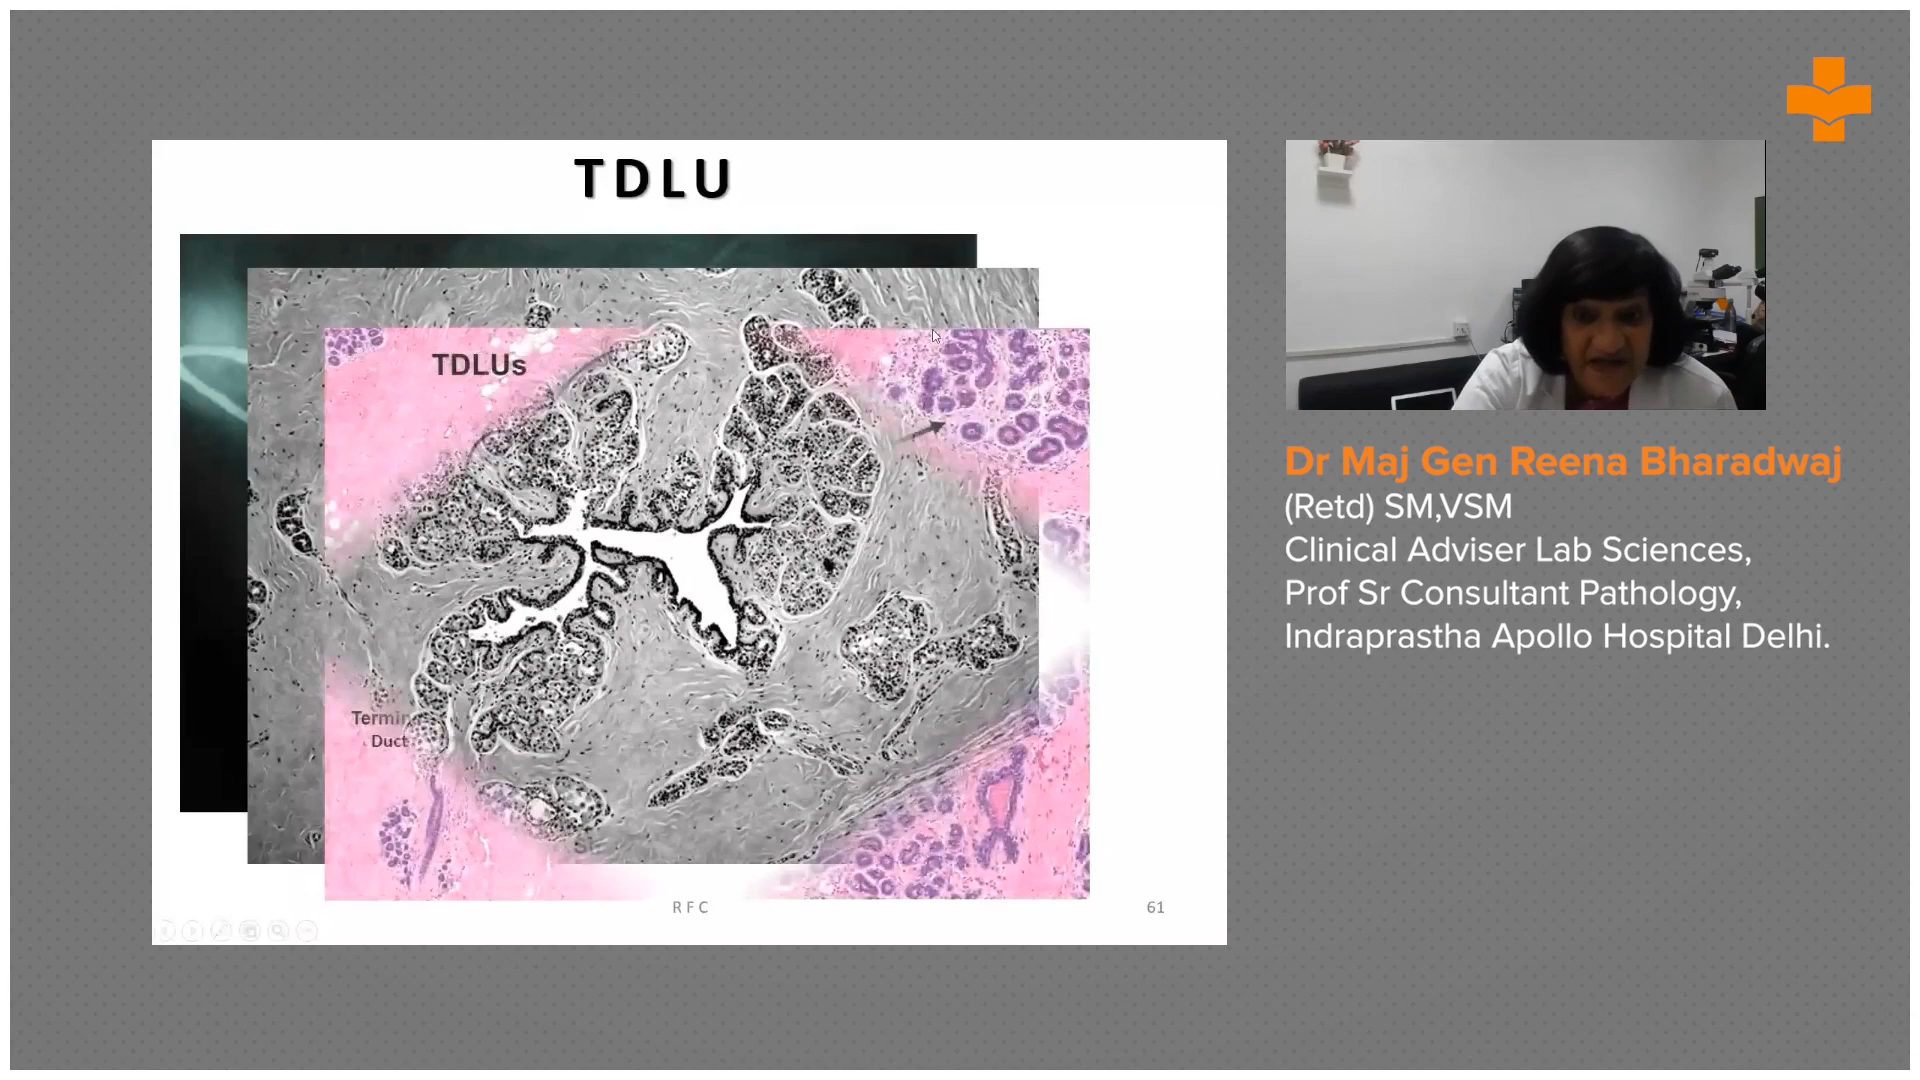 TDLU
TDLUs
Duct
RFC
61
Dr Maj Gen Reena Bharadwaj
(Retd) SM,VSM
Clinical Adviser Lab Sciences,
Prof Sr Consultant Pathology,
Indraprastha Apollo Hospital Delhi.